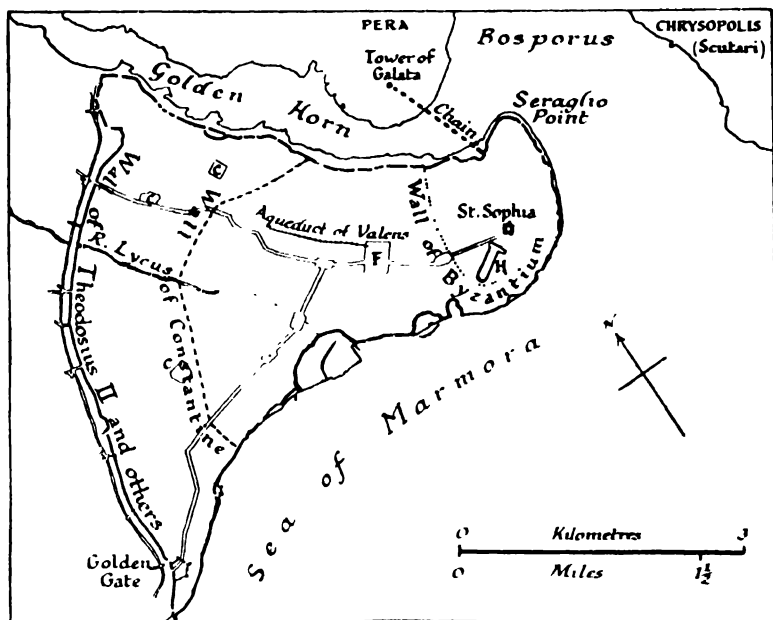 PERA
Bosporus
CHRYSOPOLIS
(Scutari)
Tower of
Galata
Golden Horn
Chain
Seraglio
Point
Wall of Theodosius II and others
C
C
C
Wall of Constantine
R. Lycus
Aqueduct of Valens
F
Wall of Byzantium
St. Sophia
H
N
Sea of Marmora
Golden
Gate
0 Kilometres 3
0 Miles 1½